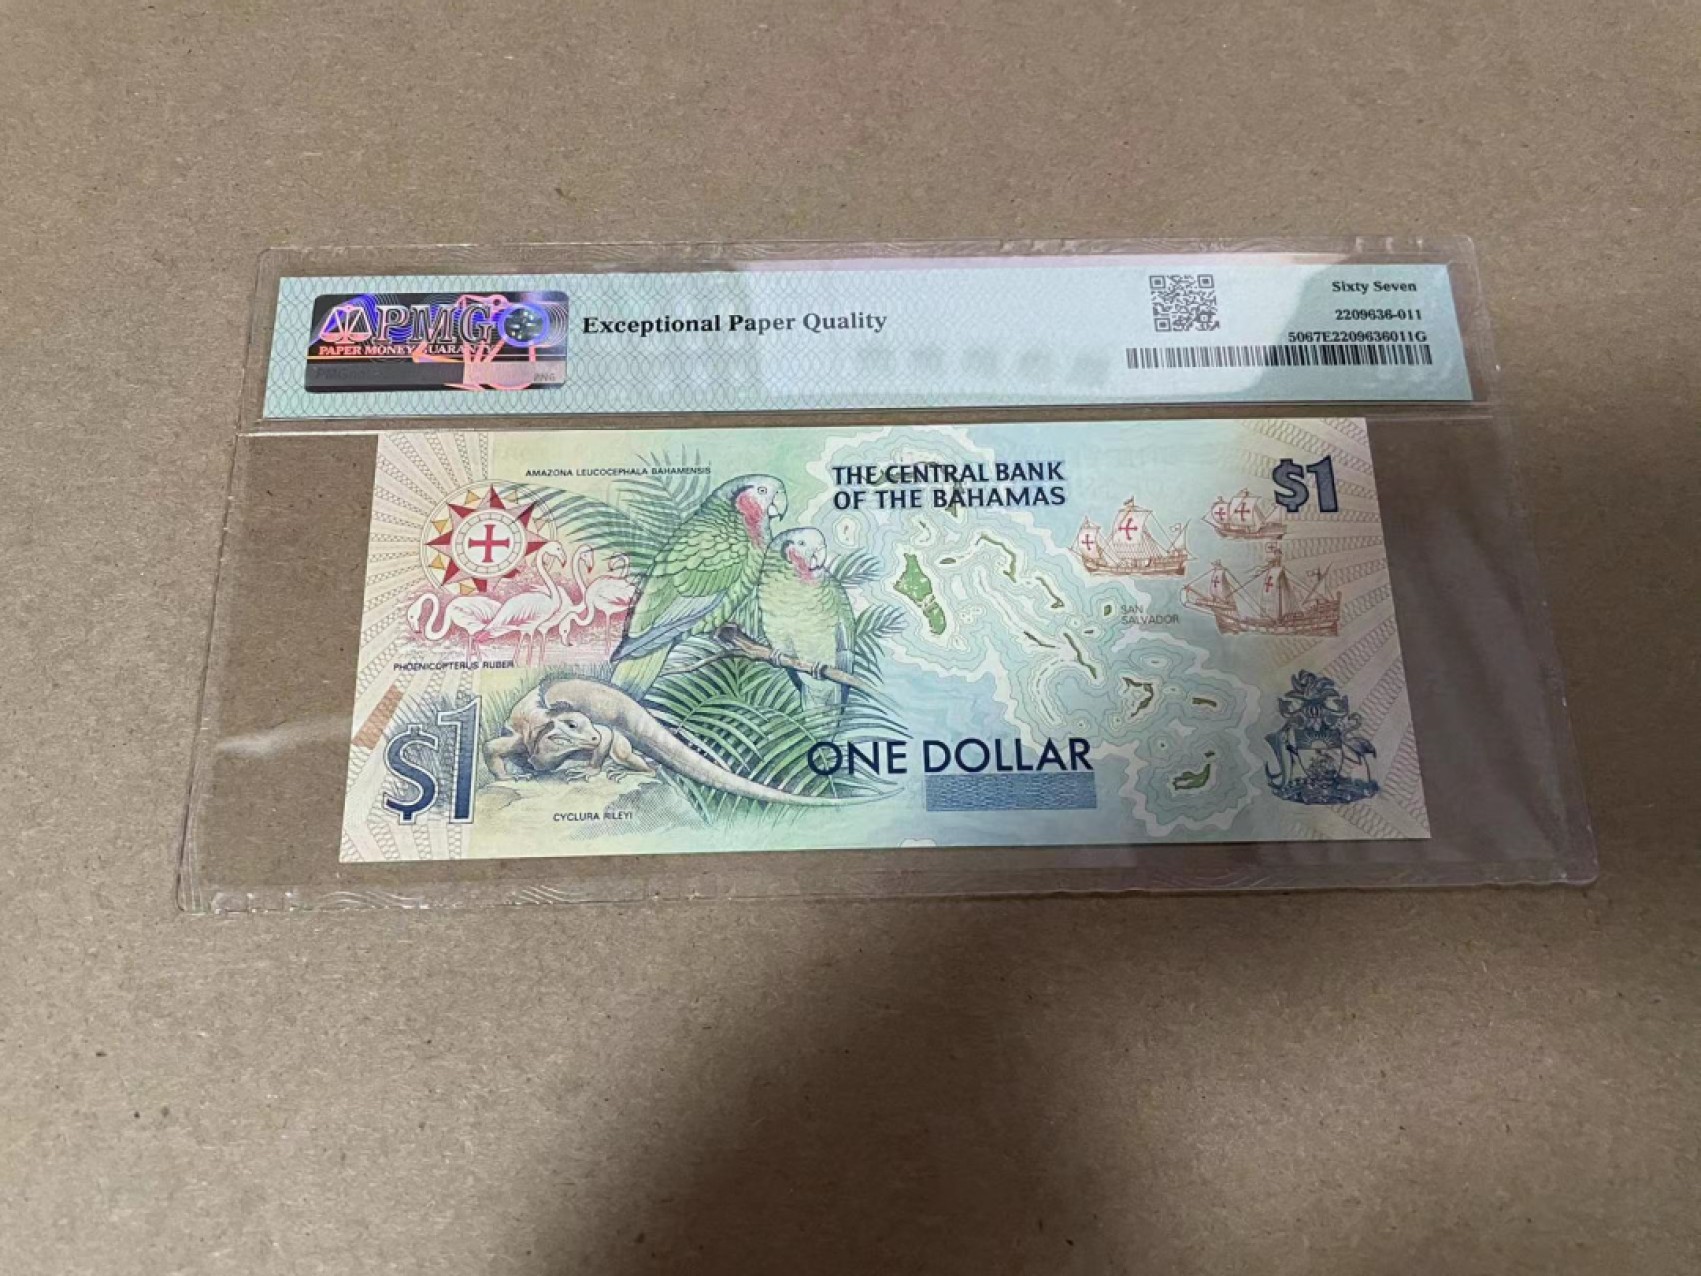 PMG
PAPER MONEY GUARANTY
Exceptional Paper Quality
Sixty Seven
2209636-011
5067E2209636011G
AMAZONA LEUCOCEPHALA BAHAMENSIS
THE CENTRAL BANK
OF THE BAHAMAS
$1
SAN
SALVADOR
PHOENICOPTERUS RUBER
$1
ONE DOLLAR
CYCLURA RILEYI